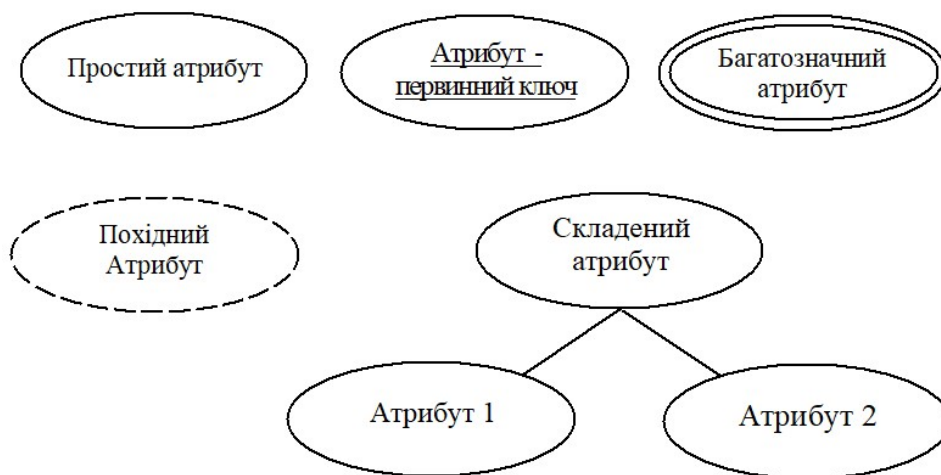 Простий атрибут
Атрибут -
первинний ключ
Багатозначний
атрибут
Похідний
Атрибут
Складений
атрибут
Атрибут 1
Атрибут 2